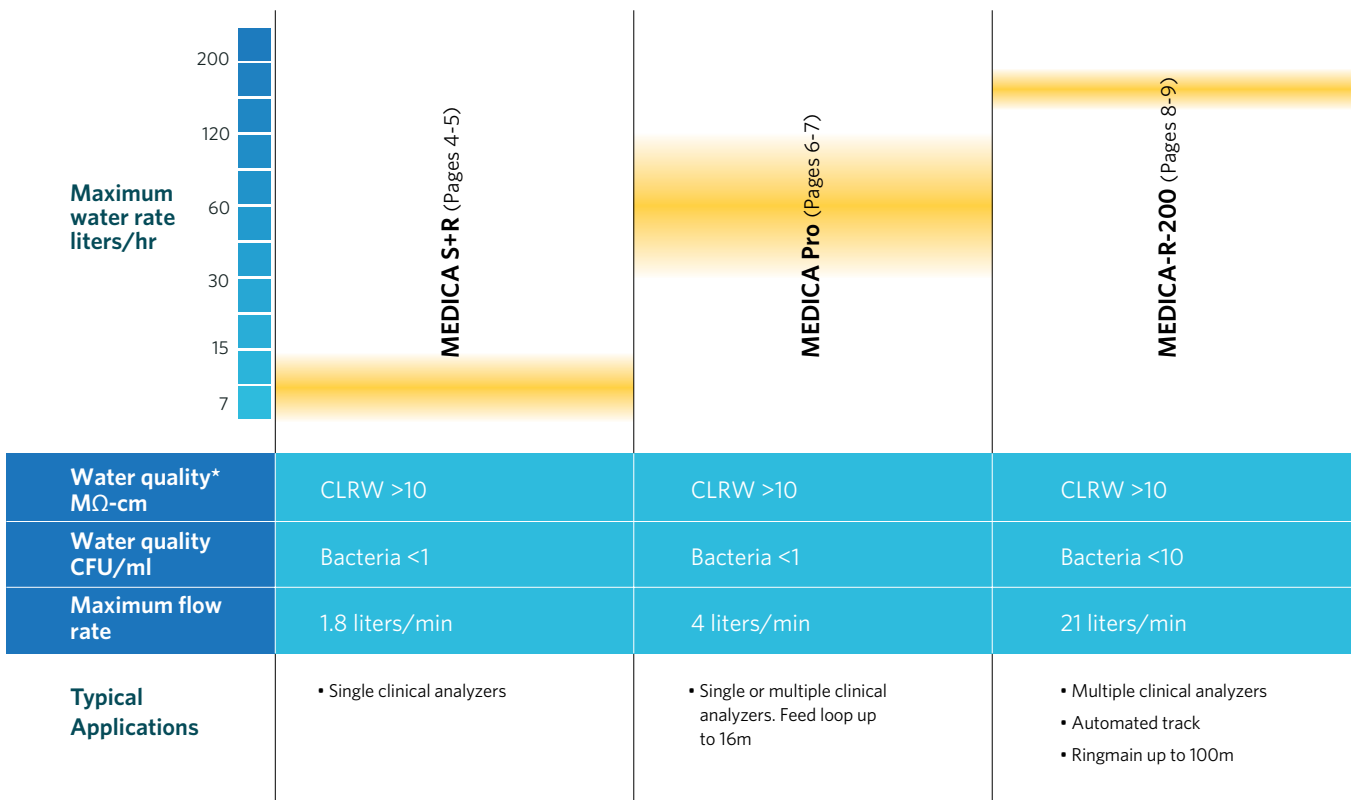 200
120
60
30
15
7
Maximum
water rate
liters/hr
MEDICA S+R (Pages 4-5)
MEDICA Pro (Pages 6-7)
MEDICA-R-200 (Pages 8-9)
Water quality*
MΩ-cm
CLRW >10
CLRW >10
CLRW >10
Water quality
CFU/ml
Bacteria <1
Bacteria <1
Bacteria <10
Maximum flow
rate
1.8 liters/min
4 liters/min
21 liters/min
Typical
Applications
• Single clinical analyzers
• Single or multiple clinical
analyzers. Feed loop up
to 16m
• Multiple clinical analyzers
• Automated track
• Ringmain up to 100m